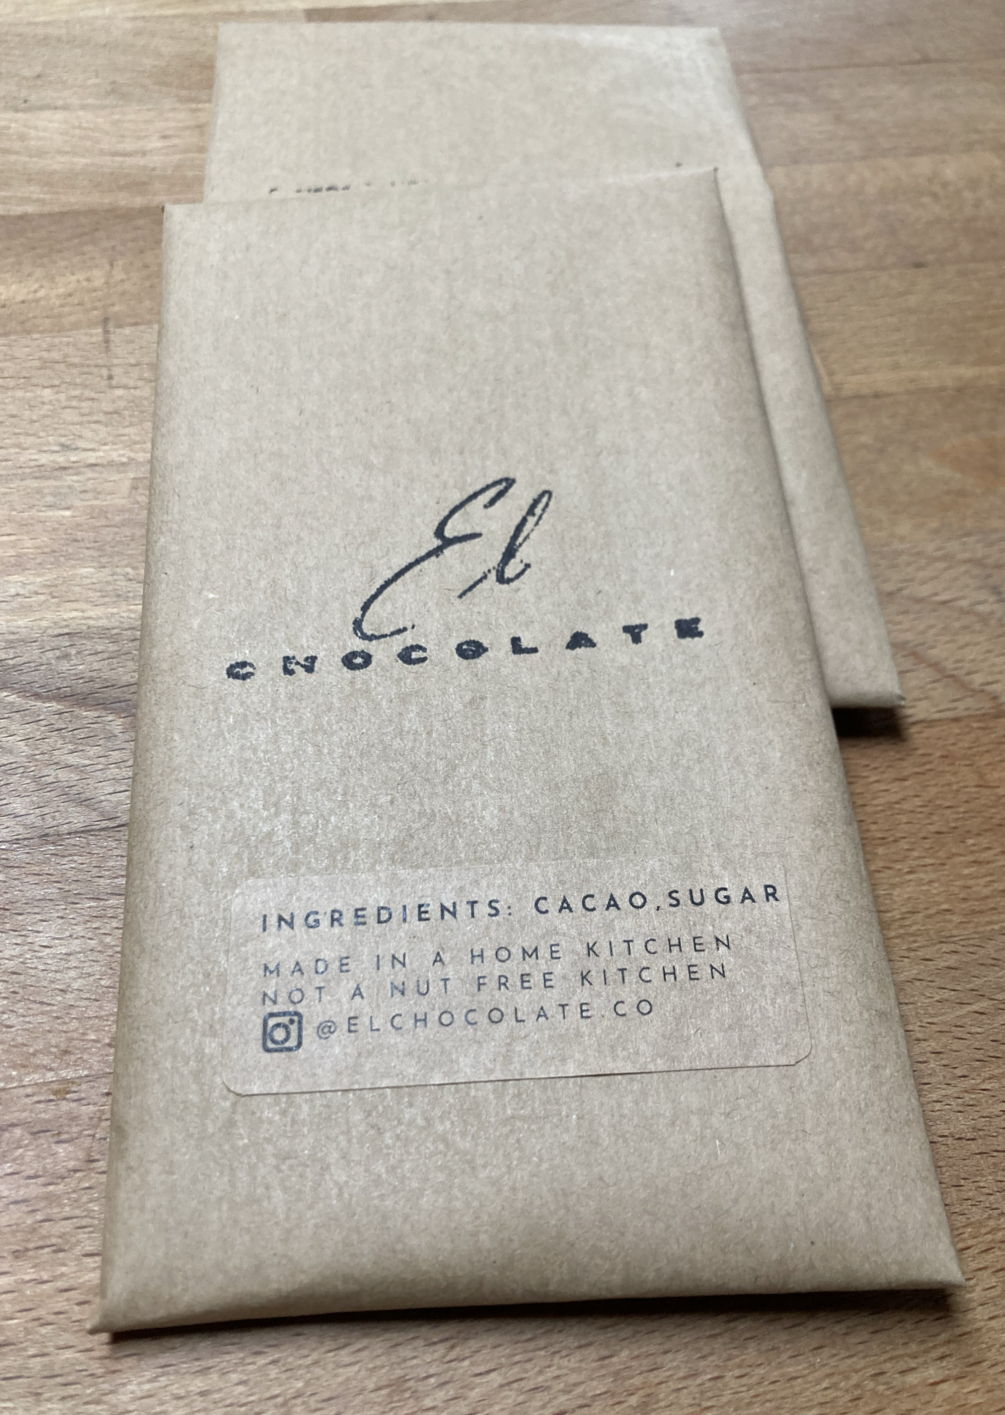 El
CHOCOLATE
INGREDIENTS: CACAO,SUGAR
MADE IN A HOME KITCHEN
NOT A NUT FREE KITCHEN
@ELCHOCOLATE.CO